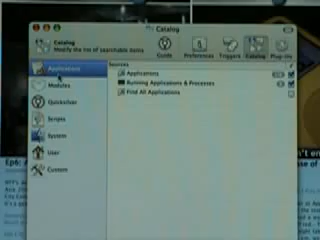 Catalog
Catalog
Modify the list of searchable items
Guide
Preferences
Triggers
Catalog
Plug-ins
Applications
Modules
Quicksilver
Scripts
System
User
Custom
Sources
Applications
Running Applications & Processes
Find All Applications
Ep6: